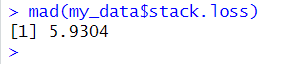 > mad(my_data$stack.loss)
[1] 5.9304
>